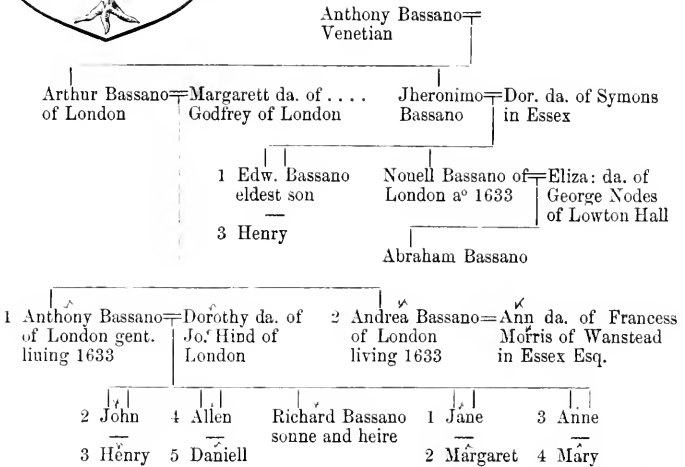 Anthony Bassano
Venetian
Arthur Bassano
of London
Margarett da. of . . . .
Godfrey of London
Jheronimo
Bassano
Dor. da. of Symons
in Essex
1 Edw. Bassano
eldest son
3 Henry
Nouell Bassano of
London aº 1633
Eliza: da. of
George Nodes
of Lowton Hall
Abraham Bassano
1 Anthony Bassano
of London gent.
liuing 1633
Dorothy da. of
Jo. Hind of
London
2 Andrea Bassano
of London
living 1633
Ann da. of Francess
Morris of Wanstead
in Essex Esq.
2 John
3 Henry
4 Allen
5 Daniell
Richard Bassano
sonne and heire
1 Jane
2 Margaret
3 Anne
4 Mary